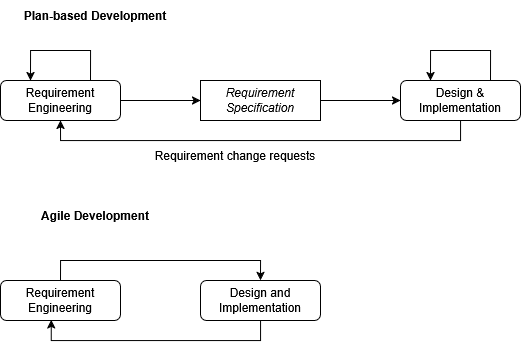 Plan-based Development
Requirement
Engineering
Requirement
Specification
Design &
Implementation
Requirement change requests
Agile Development
Requirement
Engineering
Design and
Implementation